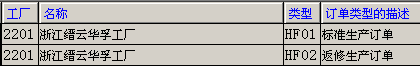 工厂 名称 类型 订单类型的描述
2201 浙江缙云华孚工厂 HF01 标准生产订单
2201 浙江缙云华孚工厂 HF02 返修生产订单